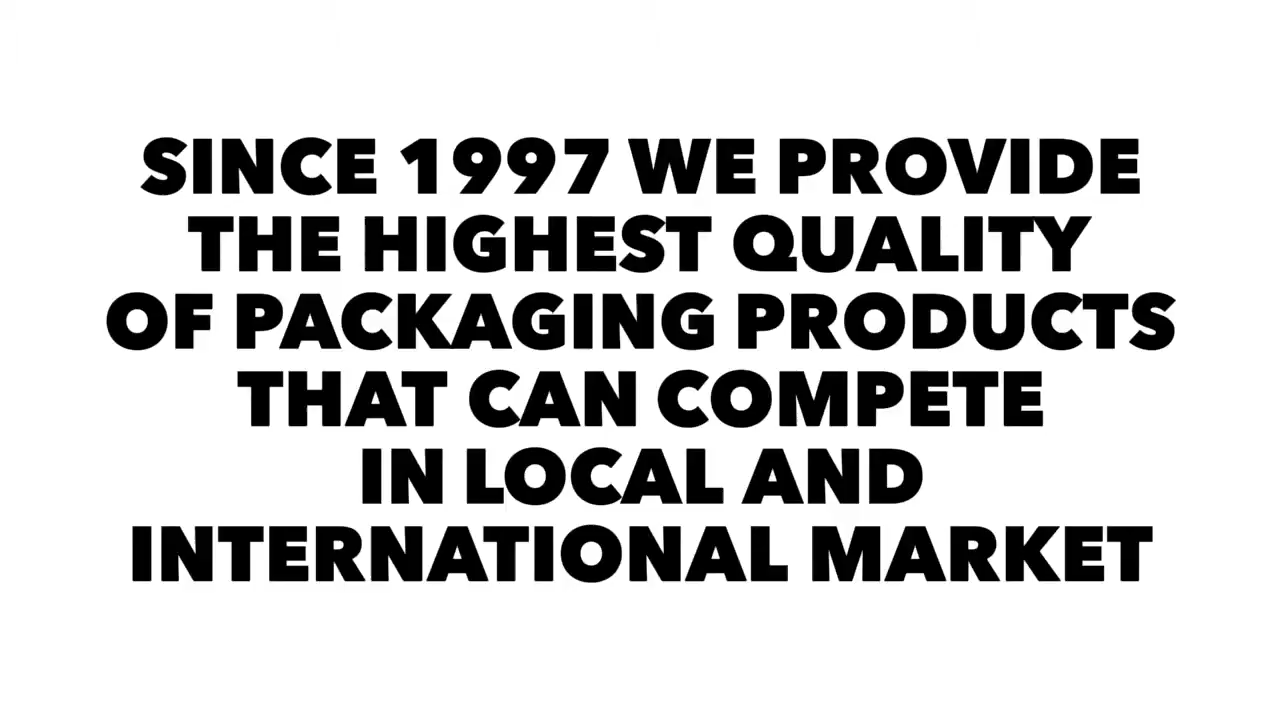 SINCE 1997 WE PROVIDE
THE HIGHEST QUALITY
OF PACKAGING PRODUCTS
THAT CAN COMPETE
IN LOCAL AND
INTERNATIONAL MARKET